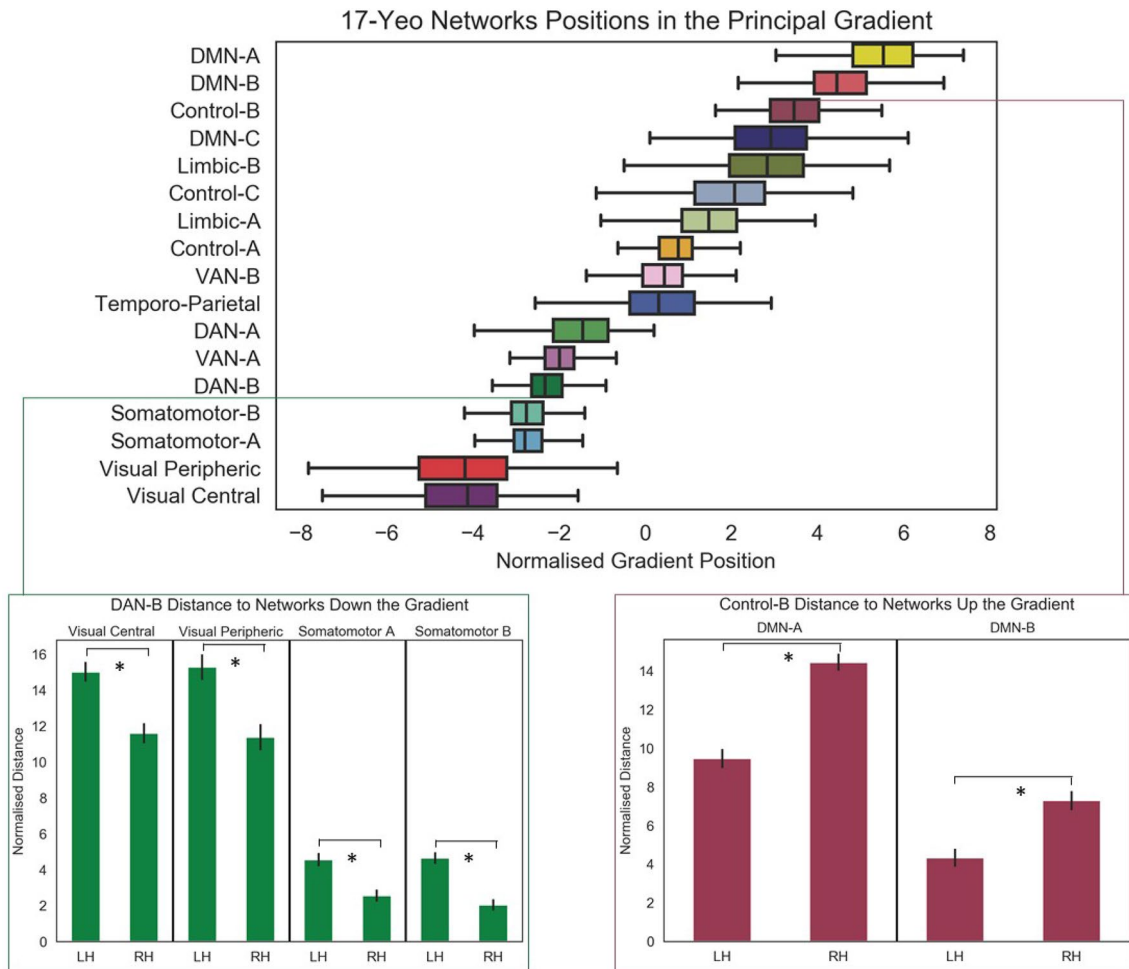 17-Yeo Networks Positions in the Principal Gradient
DMN-A
DMN-B
Control-B
DMN-C
Limbic-B
Control-C
Limbic-A
Control-A
VAN-B
Temporo-Parietal
DAN-A
VAN-A
DAN-B
Somatomotor-B
Somatomotor-A
Visual Peripheric
Visual Central
−8 −6 −4 −2 0 2 4 6 8
Normalised Gradient Position
DAN-B Distance to Networks Down the Gradient
Visual Central Visual Peripheric Somatomotor A Somatomotor B
Normalised Distance
16
14
12
10
8
6
4
2
0
* * * *
LH RH LH RH LH RH LH RH
Control-B Distance to Networks Up the Gradient
DMN-A DMN-B
Normalised Distance
14
12
10
8
6
4
2
0
* *
LH RH LH RH